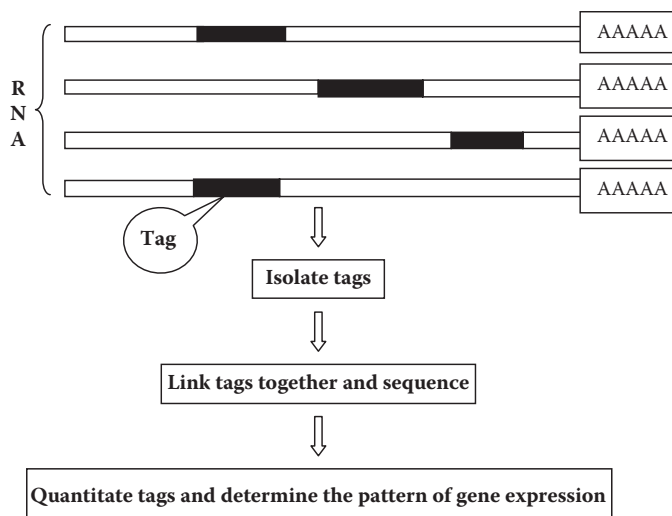 AAAAA
R
N
A
AAAAA
AAAAA
AAAAA
Tag
Isolate tags
Link tags together and sequence
Quantitate tags and determine the pattern of gene expression